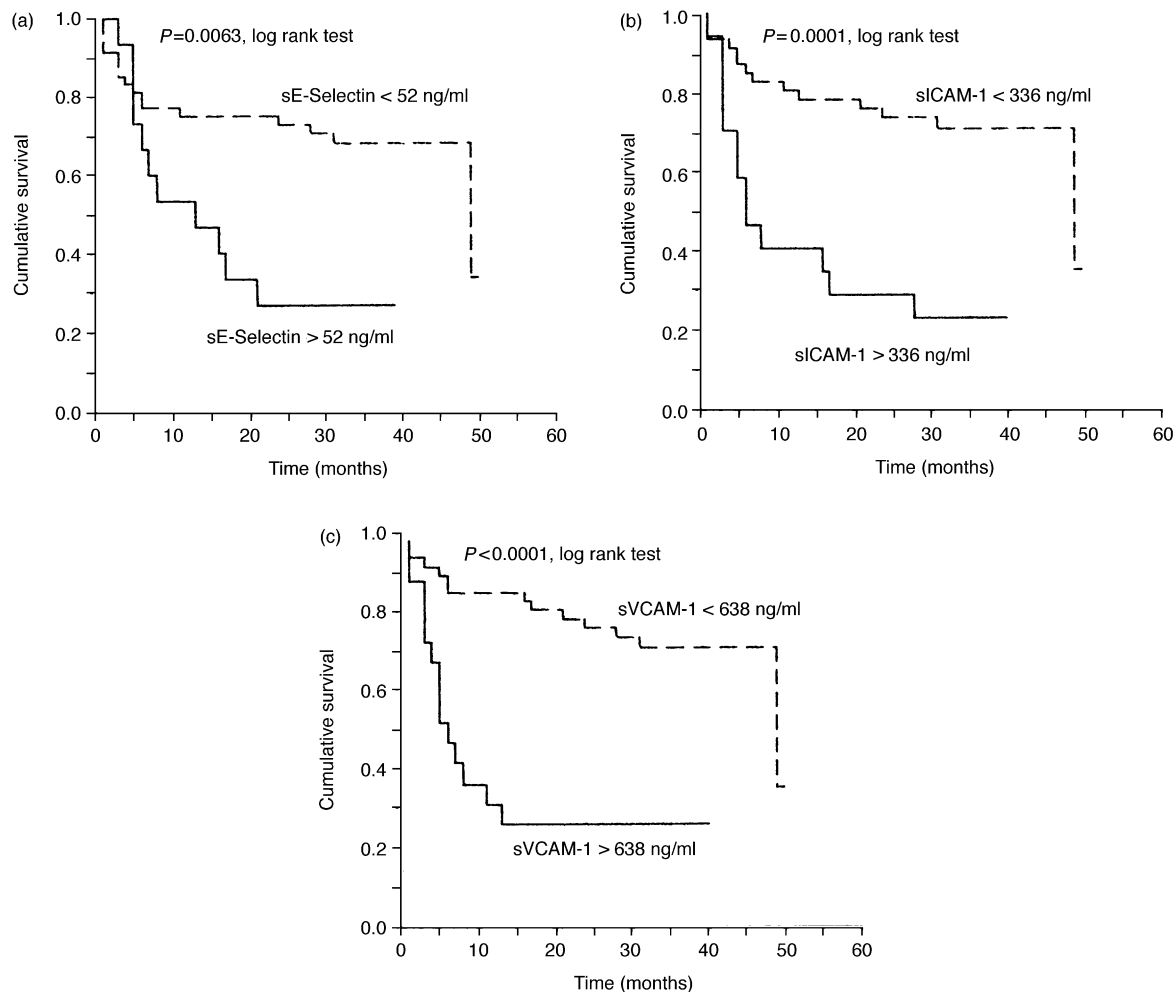 (a)
P=0.0063, log rank test
sE-Selectin < 52 ng/ml
sE-Selectin > 52 ng/ml
Cumulative survival
1.0
0.8
0.6
0.4
0.2
0.0
0 10 20 30 40 50 60
Time (months)
(b)
P=0.0001, log rank test
sICAM-1 < 336 ng/ml
sICAM-1 > 336 ng/ml
Cumulative survival
1.0
0.8
0.6
0.4
0.2
0.0
0 10 20 30 40 50 60
Time (months)
(c)
P<0.0001, log rank test
sVCAM-1 < 638 ng/ml
sVCAM-1 > 638 ng/ml
Cumulative survival
1.0
0.8
0.6
0.4
0.2
0.0
0 10 20 30 40 50 60
Time (months)